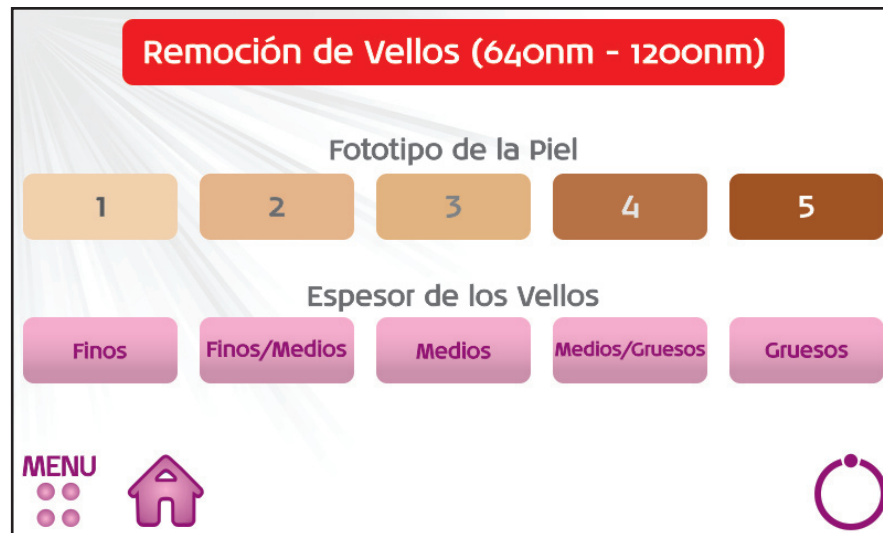 Remoción de Vellos (640nm - 1200nm)
Fototipo de la Piel
1 2 3 4 5
Espesor de los Vellos
Finos Finos/Medios Medios Medios/Gruesos Gruesos
MENU